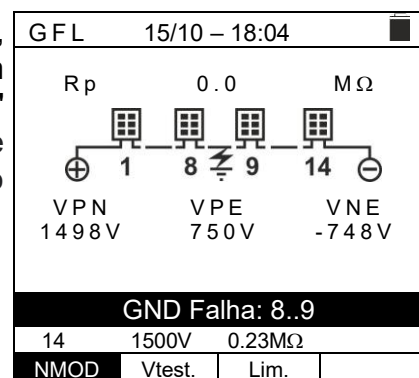 GFL 15/10 – 18:04
Rp 0.0 MΩ
1 8 9 14
VPN VPE VNE
1498V 750V -748V
GND Falha: 8..9
14 1500V 0.23MΩ
NMOD Vtest. Lim.